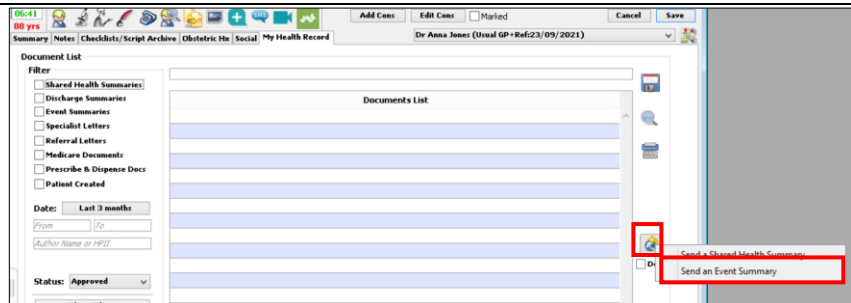 06:41
88 yrs
Add Cons Edit Cons Marked Cancel Save
Summary Notes Checklists/Script Archive Obstetric Hx Social My Health Record Dr Anna Jones (Usual GP+Ref:23/09/2021)
Document List
Filter
Shared Health Summaries
Discharge Summaries
Event Summaries
Specialist Letters
Referral Letters
Medicare Documents
Prescribe & Dispense Docs
Patient Created
Date: Last 3 months
From To
Author Name or HPII
Status: Approved
Documents List
Send a Shared Health Summary
Send an Event Summary